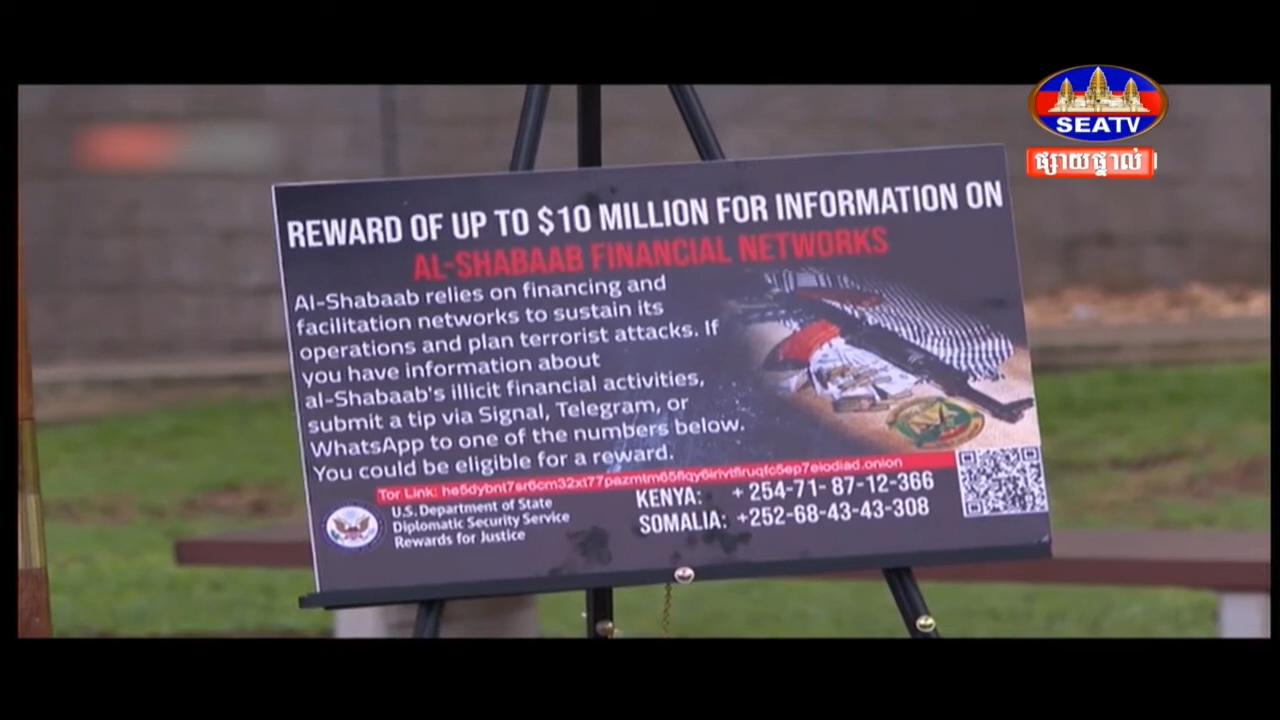 SEATV
ផ្សាយផ្ទាល់
REWARD OF UP TO $10 MILLION FOR INFORMATION ON
AL-SHABAAB FINANCIAL NETWORKS
Al-Shabaab relies on financing and
facilitation networks to sustain its
operations and plan terrorist attacks. If
you have information about
al-Shabaab's illicit financial activities,
submit a tip via Signal, Telegram, or
WhatsApp to one of the numbers below.
You could be eligible for a reward.
Tor Link:
U.S. Department of State
Diplomatic Security Service
Rewards for Justice
KENYA: +254-71-87-12-366
SOMALIA: +252-68-43-43-308